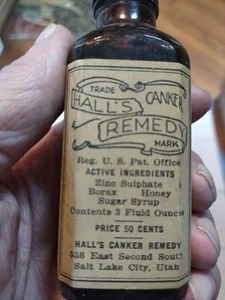 TRADE
HALL'S CANKER
REMEDY
MARK
Reg. U. S. Pat. Office
ACTIVE INGREDIENTS
Zinc Sulphate
Borax Honey
Sugar Syrup
Contents 3 Fluid Ounces
PRICE 50 CENTS
HALL'S CANKER REMEDY
536 East Second South
Salt Lake City, Utah